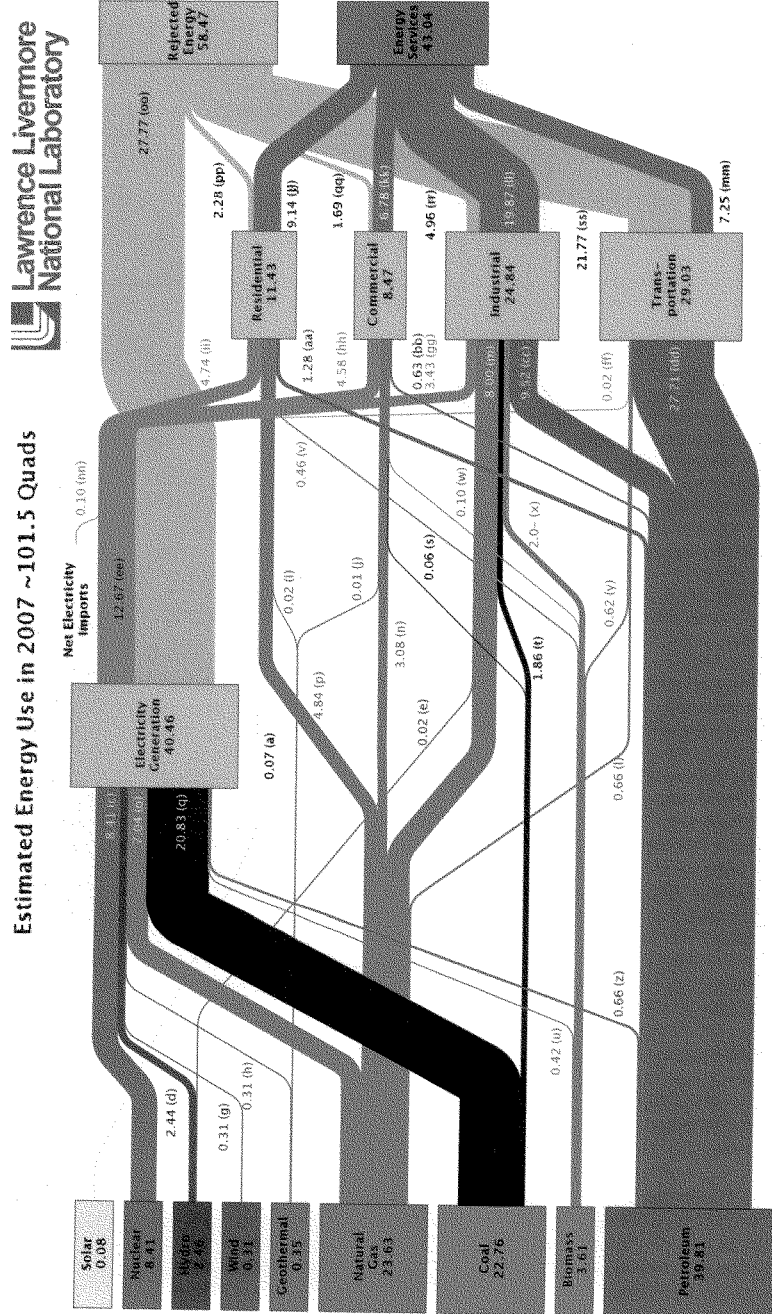 Estimated Energy Use in 2007 ~101.5 Quads
Lawrence Livermore
National Laboratory
Net Electricity
Imports
0.10 (nn)
Solar
0.08
Nuclear
8.41
Hydro
2.46
Wind
0.31
Geothermal
0.35
Natural
Gas
23.63
Coal
22.76
Biomass
3.61
Petroleum
39.81
2.44 (d)
0.31 (g)
0.31 (h)
0.42 (u)
0.66 (z)
20.83 (q)
Electricity
Generation
40.46
0.07 (a)
4.84 (p)
0.02 (e)
3.08 (n)
0.02 (i)
0.01 (j)
0.46 (v)
0.06 (s)
0.10 (w)
1.86 (t)
2.0- (x)
0.62 (y)
0.66 (l)
12.67 (ee)
4.74 (ii)
1.28 (aa)
4.58 (hh)
0.63 (bb)
3.43 (gg)
0.02 (ff)
Residential
11.43
Commercial
8.47
Industrial
24.84
Trans-
portation
29.03
27.77 (oo)
2.28 (pp)
9.14 (jj)
1.69 (qq)
6.78 (kk)
4.96 (rr)
19.87 (ll)
21.77 (ss)
7.25 (mm)
Rejected
Energy
58.47
Energy
Services
43.04